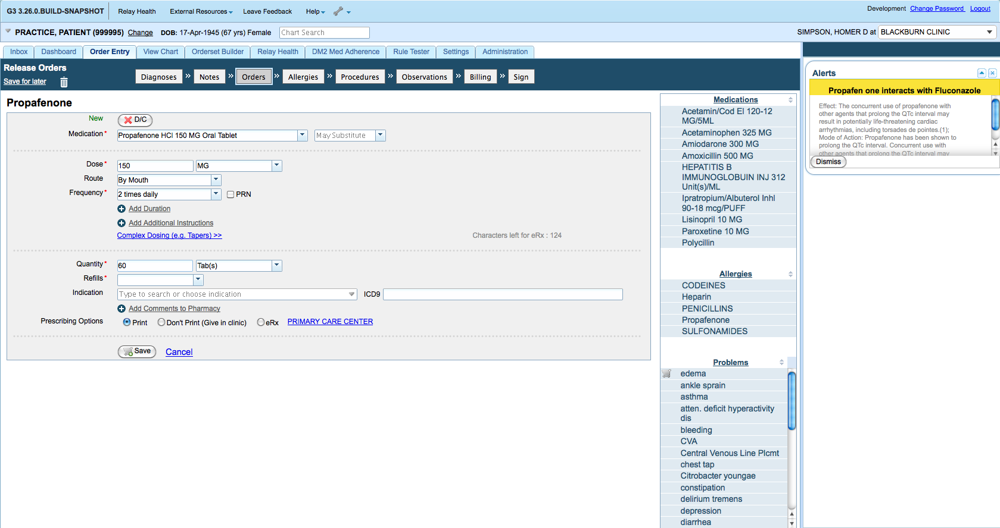 G3 3.26.0.BUILD-SNAPSHOT Relay Health External Resources Leave Feedback Help Development Change Password Logout
PRACTICE, PATIENT (999995) Change DOB: 17-Apr-1945 (67 yrs) Female Chart Search SIMPSON, HOMER D at BLACKBURN CLINIC
Inbox Dashboard Order Entry View Chart Orderset Builder Relay Health DM2 Med Adherence Rule Tester Settings Administration
Release Orders
Save for later
Diagnoses » Notes » Orders » Allergies » Procedures » Observations » Billing » Sign
Propafenone
New D/C
Medication* Propafenone HCl 150 MG Oral Tablet May Substitute
Dose* 150 MG
Route By Mouth
Frequency* 2 times daily PRN
Add Duration
Add Additional Instructions
Complex Dosing (e.g. Tapers) >> Characters left for eRx : 124
Quantity* 60 Tab(s)
Refills*
Indication Type to search or choose indication ICD9
Add Comments to Pharmacy
Prescribing Options Print Don't Print (Give in clinic) eRx PRIMARY CARE CENTER
Save Cancel
Medications
Acetamin/Cod El 120-12
MG/5ML
Acetaminophen 325 MG
Amiodarone 300 MG
Amoxicillin 500 MG
HEPATITIS B
IMMUNOGLOBUIN INJ 312
Unit(s)/ML
Ipratropium/Albuterol Inhl
90-18 mcg/PUFF
Lisinopril 10 MG
Paroxetine 10 MG
Polycillin
Allergies
CODEINES
Heparin
PENICILLINS
Propafenone
SULFONAMIDES
Problems
edema
ankle sprain
asthma
atten. deficit hyperactivity
dis
bleeding
CVA
Central Venous Line Plcmt
chest tap
Citrobacter youngae
constipation
delirium tremens
depression
diarrhea
Alerts
Propafen one interacts with Fluconazole
Effect: The concurrent use of propafenone with
other agents that prolong the QTc interval may
result in potentially life-threatening cardiac
arrhythmias, including torsades de pointes.(1);
Mode of Action: Propafenone has been shown to
prolong the QTc interval. Concurrent use with
other agents that prolong the QTc interval may
Dismiss